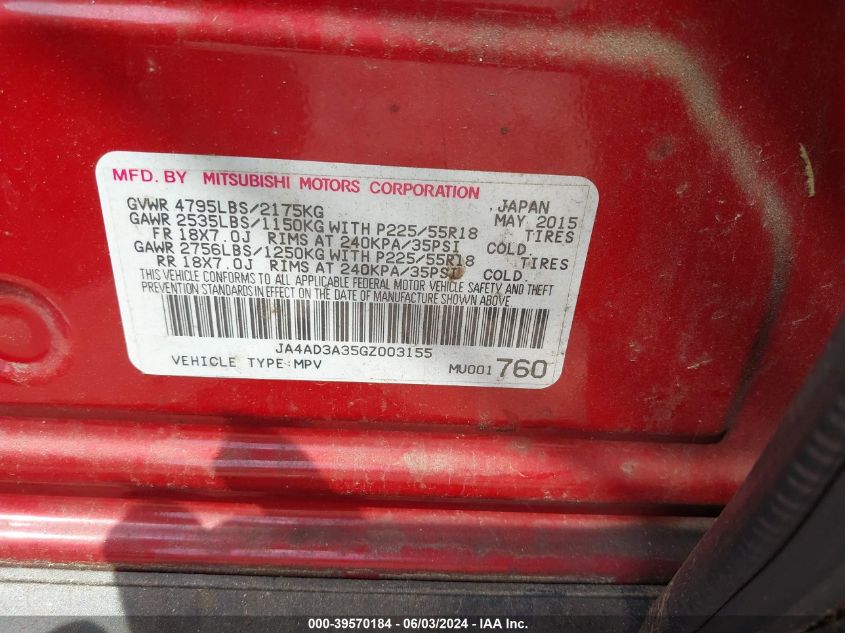 MFD. BY MITSUBISHI MOTORS CORPORATION
GVWR 4795LBS/2175KG , JAPAN
GAWR 2535LBS/1150KG WITH P225/55R18 MAY. 2015
FR 18X7.0J RIMS AT 240KPA/35PSI COLD TIRES
GAWR 2756LBS/1250KG WITH P225/55R18 TIRES
RR 18X7.0J RIMS AT 240KPA/35PSI COLD.
THIS VEHICLE CONFORMS TO ALL APPLICABLE FEDERAL MOTOR VEHICLE SAFETY, AND THEFT
PREVENTION STANDARDS IN EFFECT ON THE DATE OF MANUFACTURE SHOWN ABOVE.
JA4AD3A35GZ003155
VEHICLE TYPE:MPV MU001 760
000-39570184 - 06/03/2024 - US - IAA, Inc.